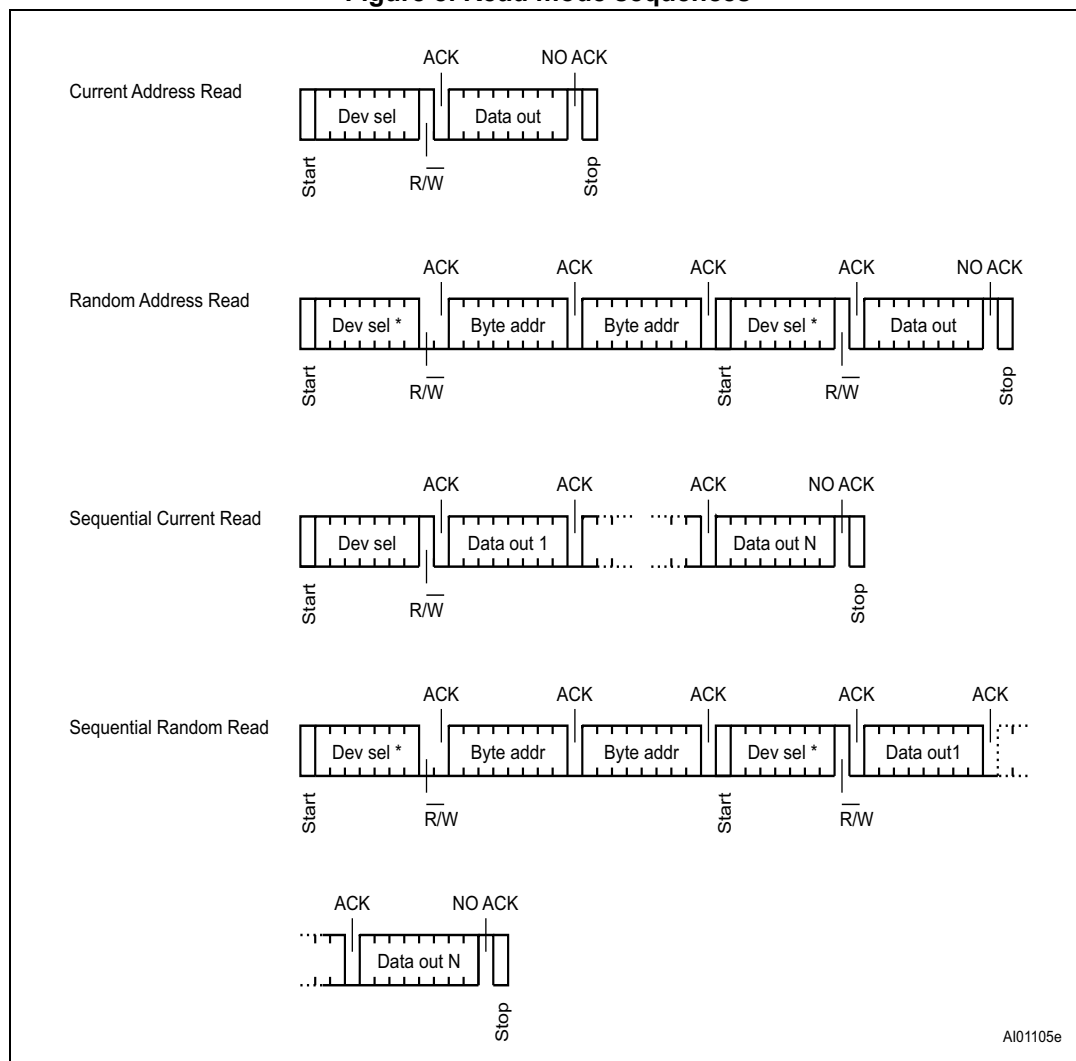 Figure Read mode sequences
ACK NO ACK
Current Address Read
Dev sel Data out
Start R/W̅ Stop
ACK ACK ACK ACK NO ACK
Random Address Read
Dev sel * Byte addr Byte addr Dev sel * Data out
Start R/W̅ Start R/W̅ Stop
ACK ACK ACK NO ACK
Sequential Current Read
Dev sel Data out 1 Data out N
Start R/W̅ Stop
ACK ACK ACK ACK ACK
Sequential Random Read
Dev sel * Byte addr Byte addr Dev sel * Data out1
Start R̅/W Start R̅/W
ACK NO ACK
Data out N
Stop
AI01105e